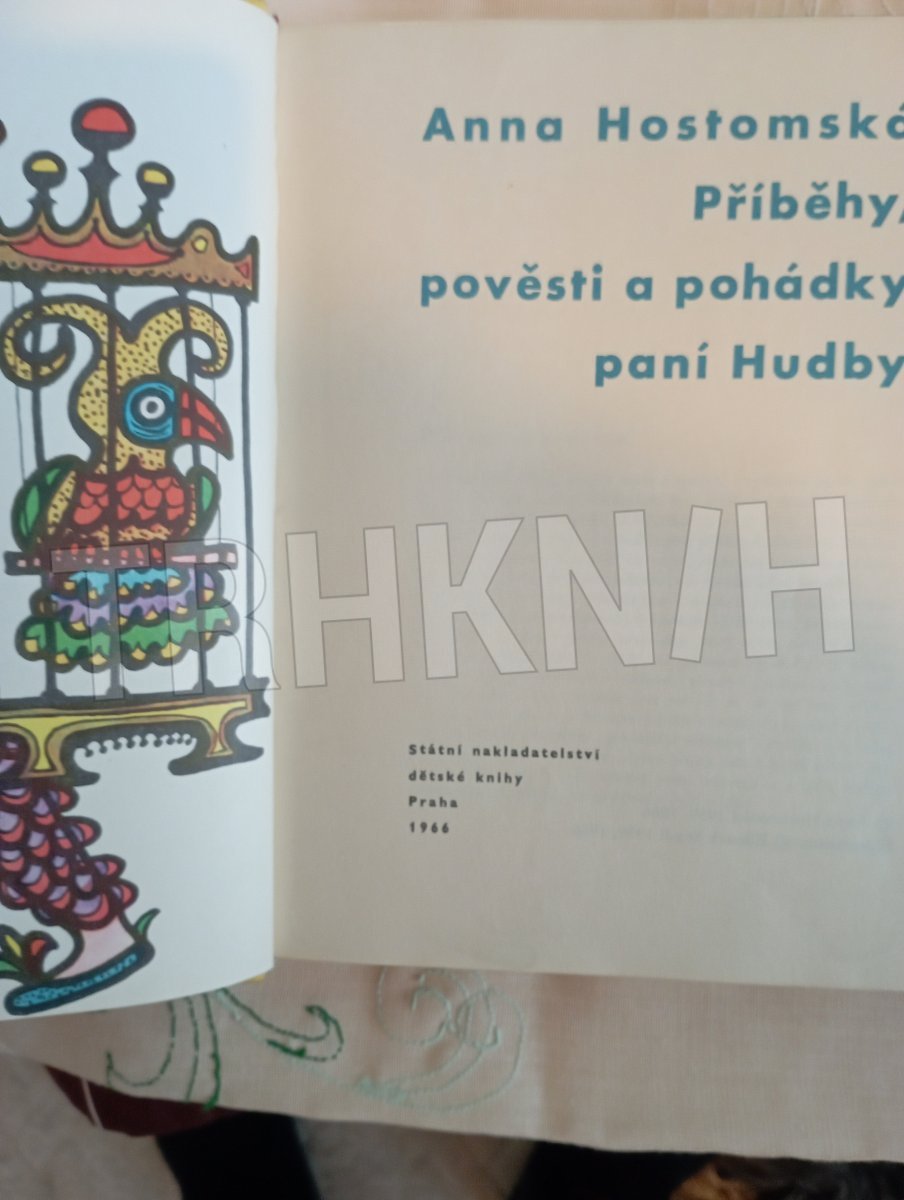 Anna Hostomská
Příběhy,
pověsti a pohádky
paní Hudby
TRHKNIH
Státní nakladatelství
dětské knihy
Praha
1966